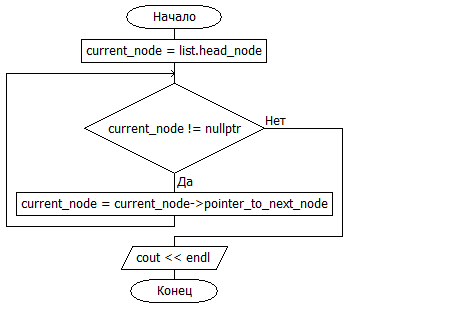 Начало
current_node = list.head_node
current_node != nullptr
Нет
Да
current_node = current_node->pointer_to_next_node
cout << endl
Конец